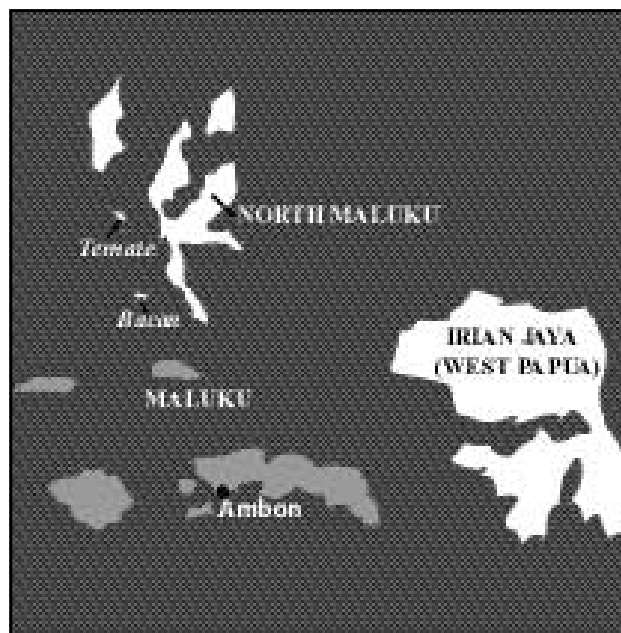 NORTH MALUKU
Ternate
Bacan
IRIAN JAYA
(WEST PAPUA)
MALUKU
Ambon